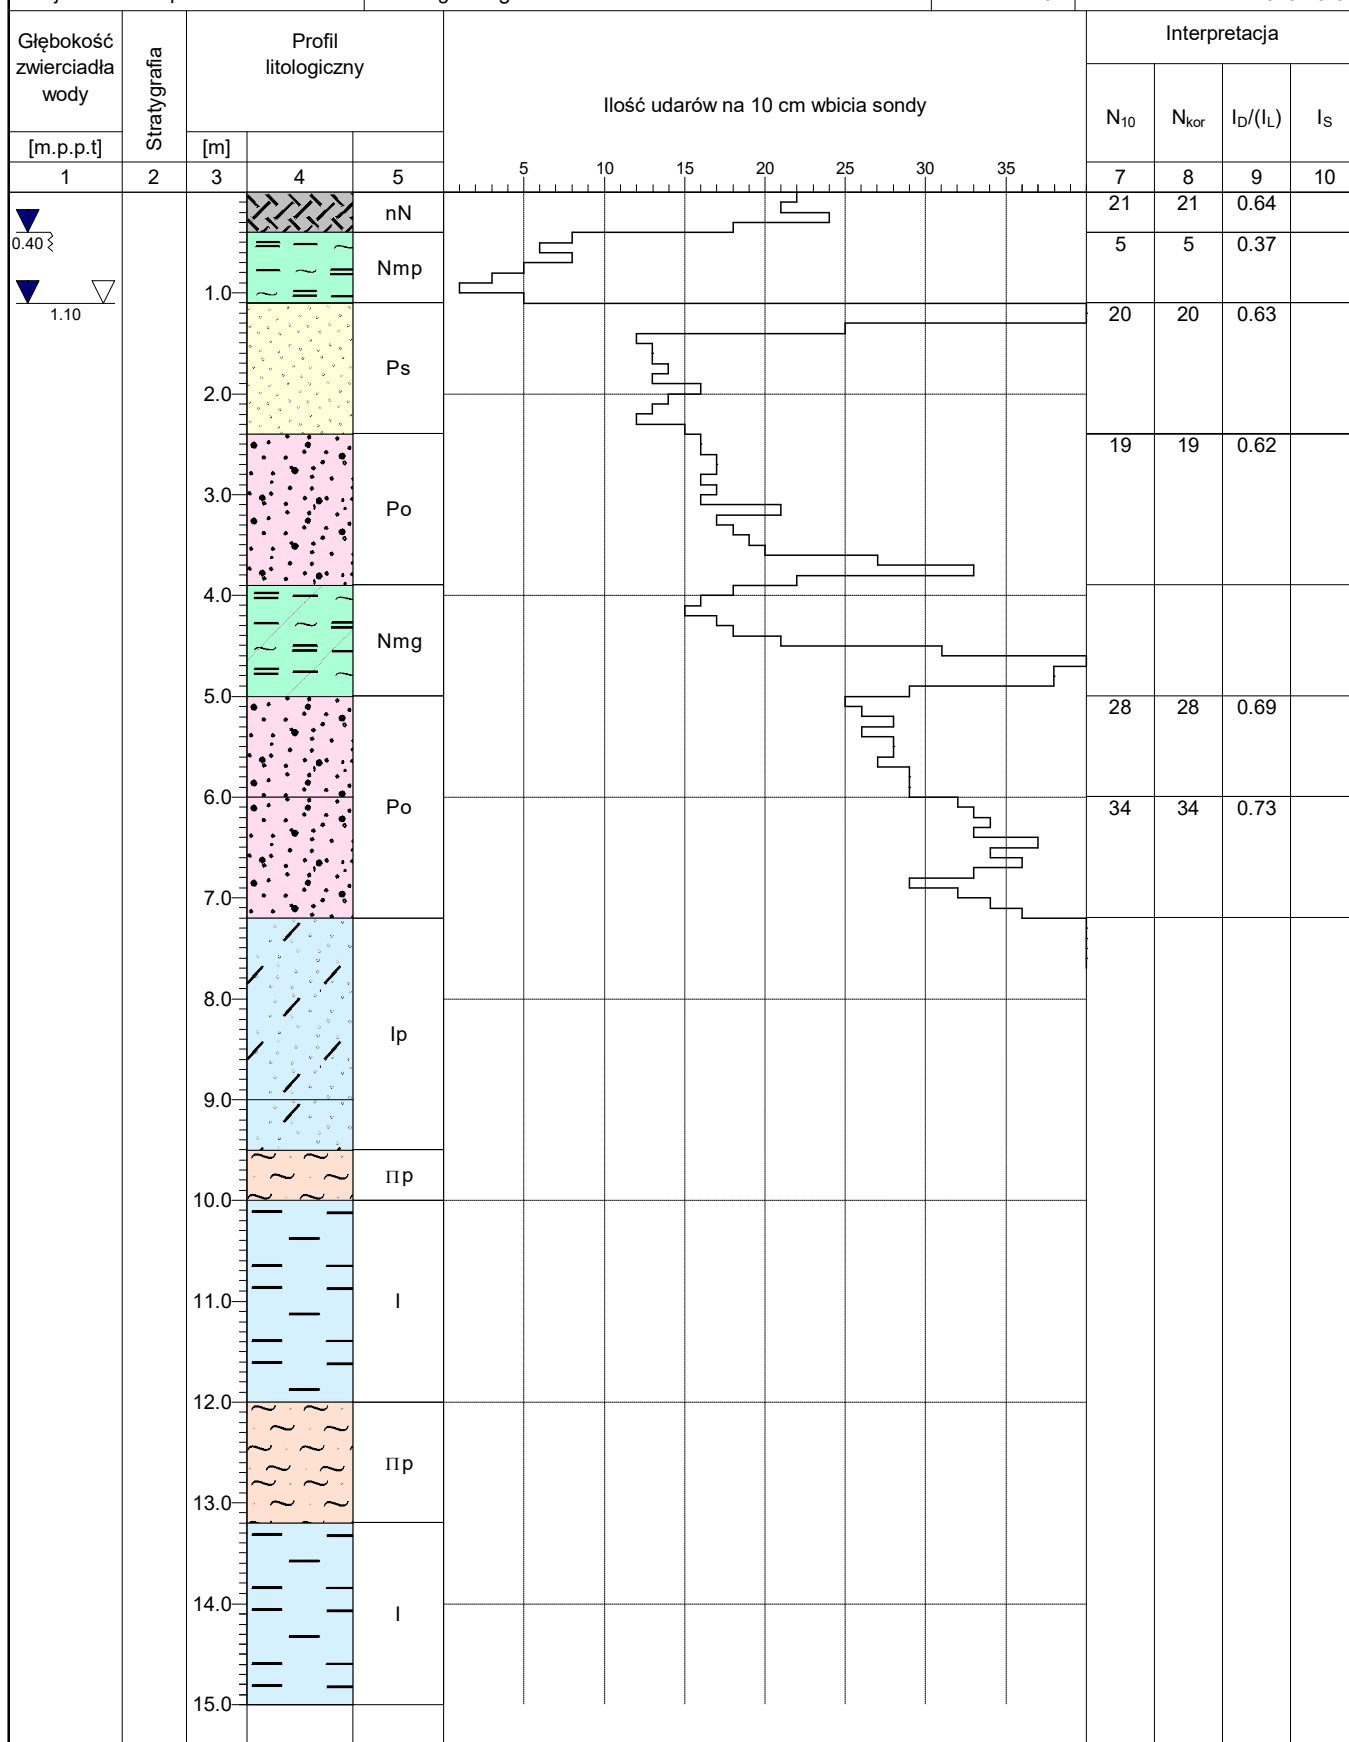 Głębokość
zwierciadła
wody
[m.p.p.t]
Stratygrafia
Profil
litologiczny
[m]
Ilość udarów na 10 cm wbicia sondy
Interpretacja
N10 Nkor ID/(IL) IS
5 10 15 20 25 30 35
1 2 3 4 5 7 8 9 10
nN 21 21 0.64
0.40
Nmp 5 5 0.37
1.0
1.10
20 20 0.63
Ps
2.0
19 19 0.62
3.0
Po
4.0
Nmg
5.0
28 28 0.69
6.0
Po 34 34 0.73
7.0
8.0
Ip
9.0
Πp
10.0
11.0
I
12.0
Πp
13.0
14.0
I
15.0